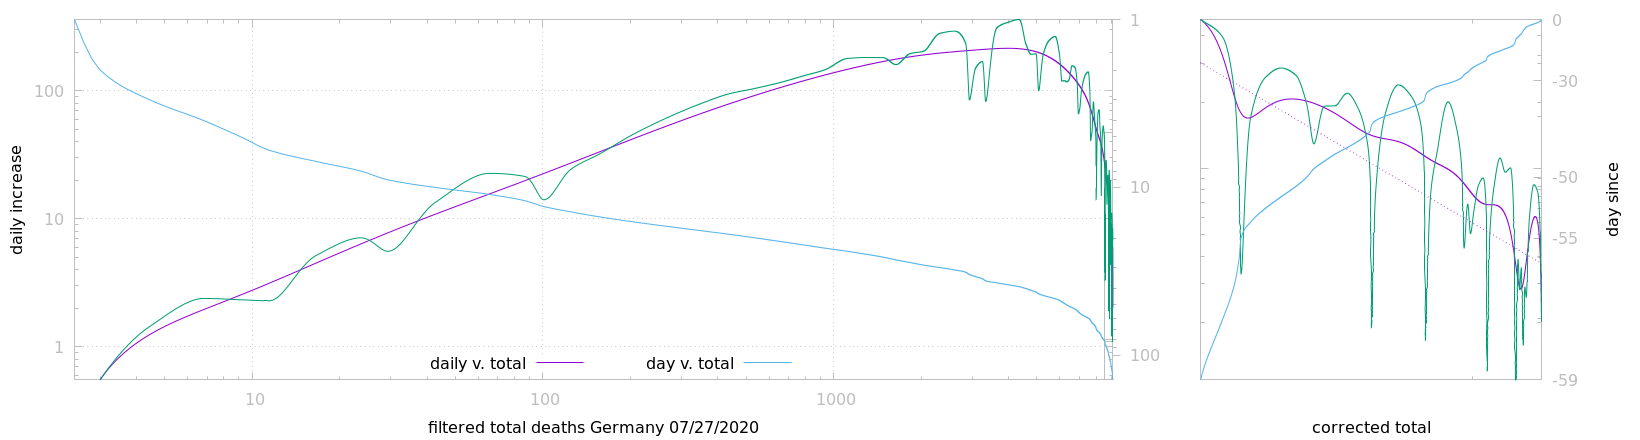 daily increase
100
10
1
10
100
1000
1
10
100
daily v. total
day v. total
filtered total deaths Germany 07/27/2020
0
-30
-50
-55
-59
day since
corrected total